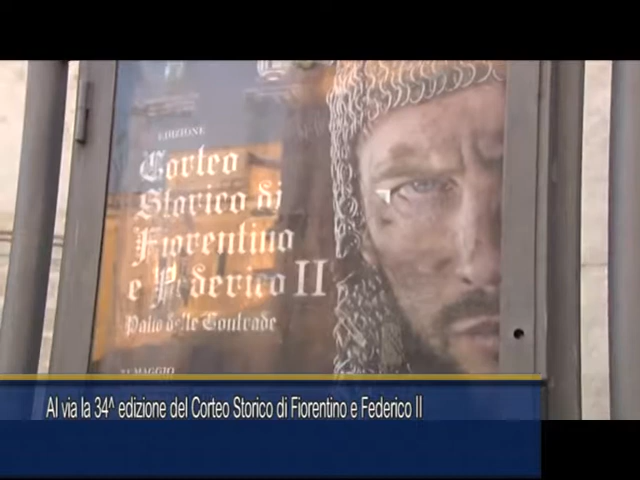 EDIZIONE
Corteo
Storico di
Fiorentino
e Federico II
Palio delle Contrade
MAGGIO
Al via la 34^ edizione del Corteo Storico di Fiorentino e Federico II